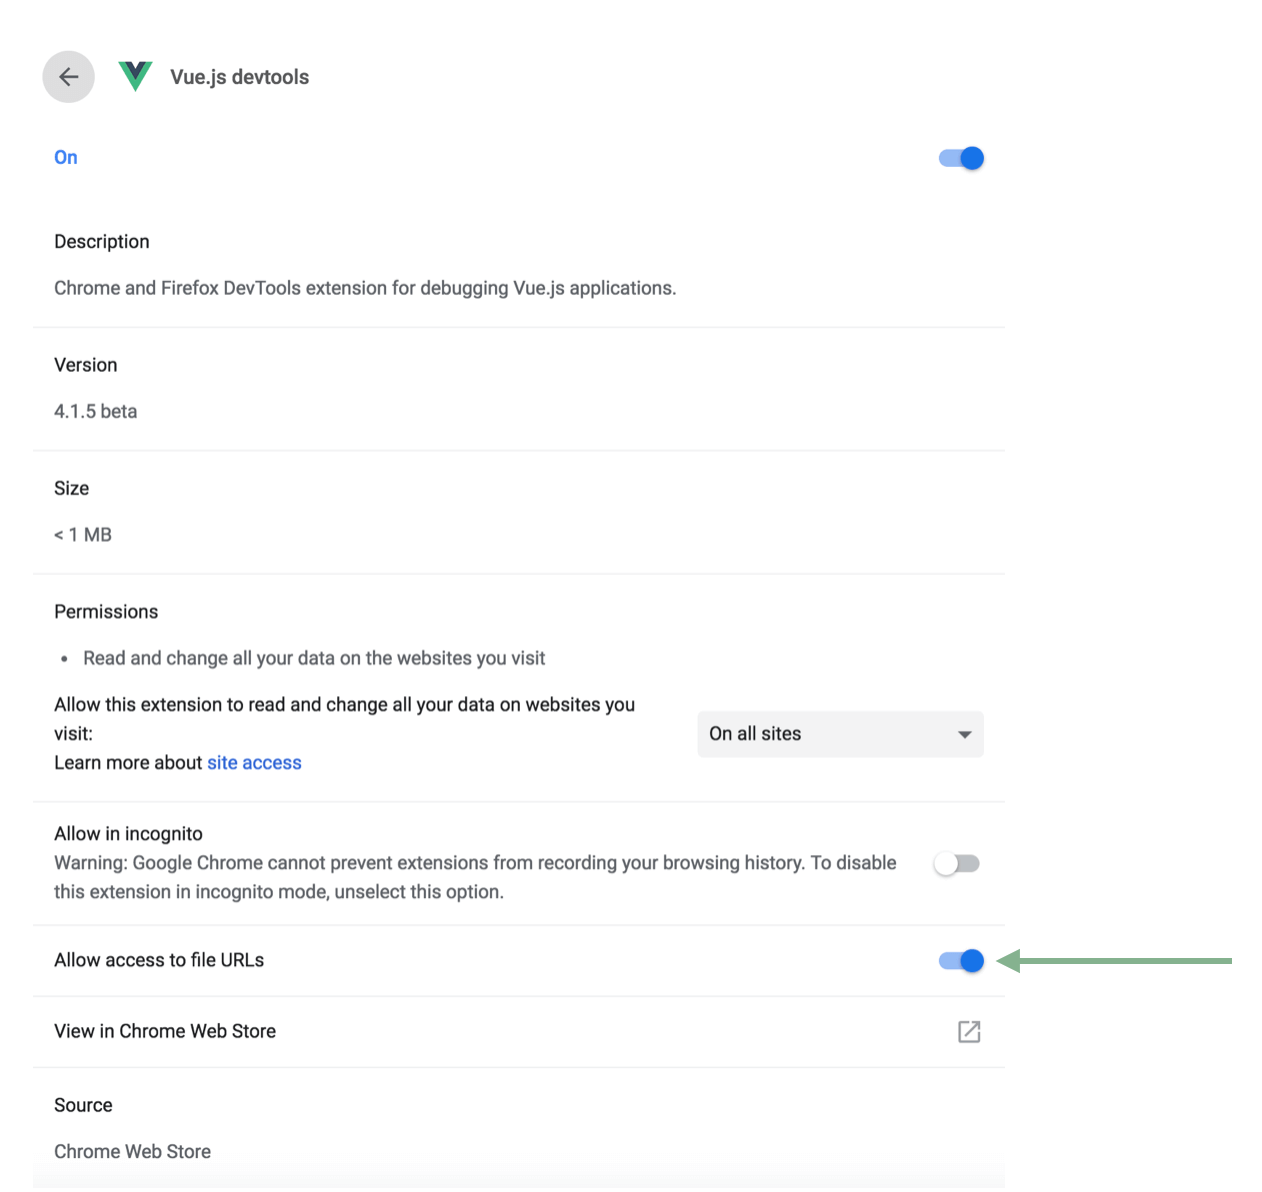 Vue.js devtools
On
Description
Chrome and Firefox DevTools extension for debugging Vue.js applications.
Version
4.1.5 beta
Size
< 1 MB
Permissions
• Read and change all your data on the websites you visit
Allow this extension to read and change all your data on websites you
visit:
On all sites
Learn more about site access
Allow in incognito
Warning: Google Chrome cannot prevent extensions from recording your browsing history. To disable
this extension in incognito mode, unselect this option.
Allow access to file URLs
View in Chrome Web Store
Source
Chrome Web Store